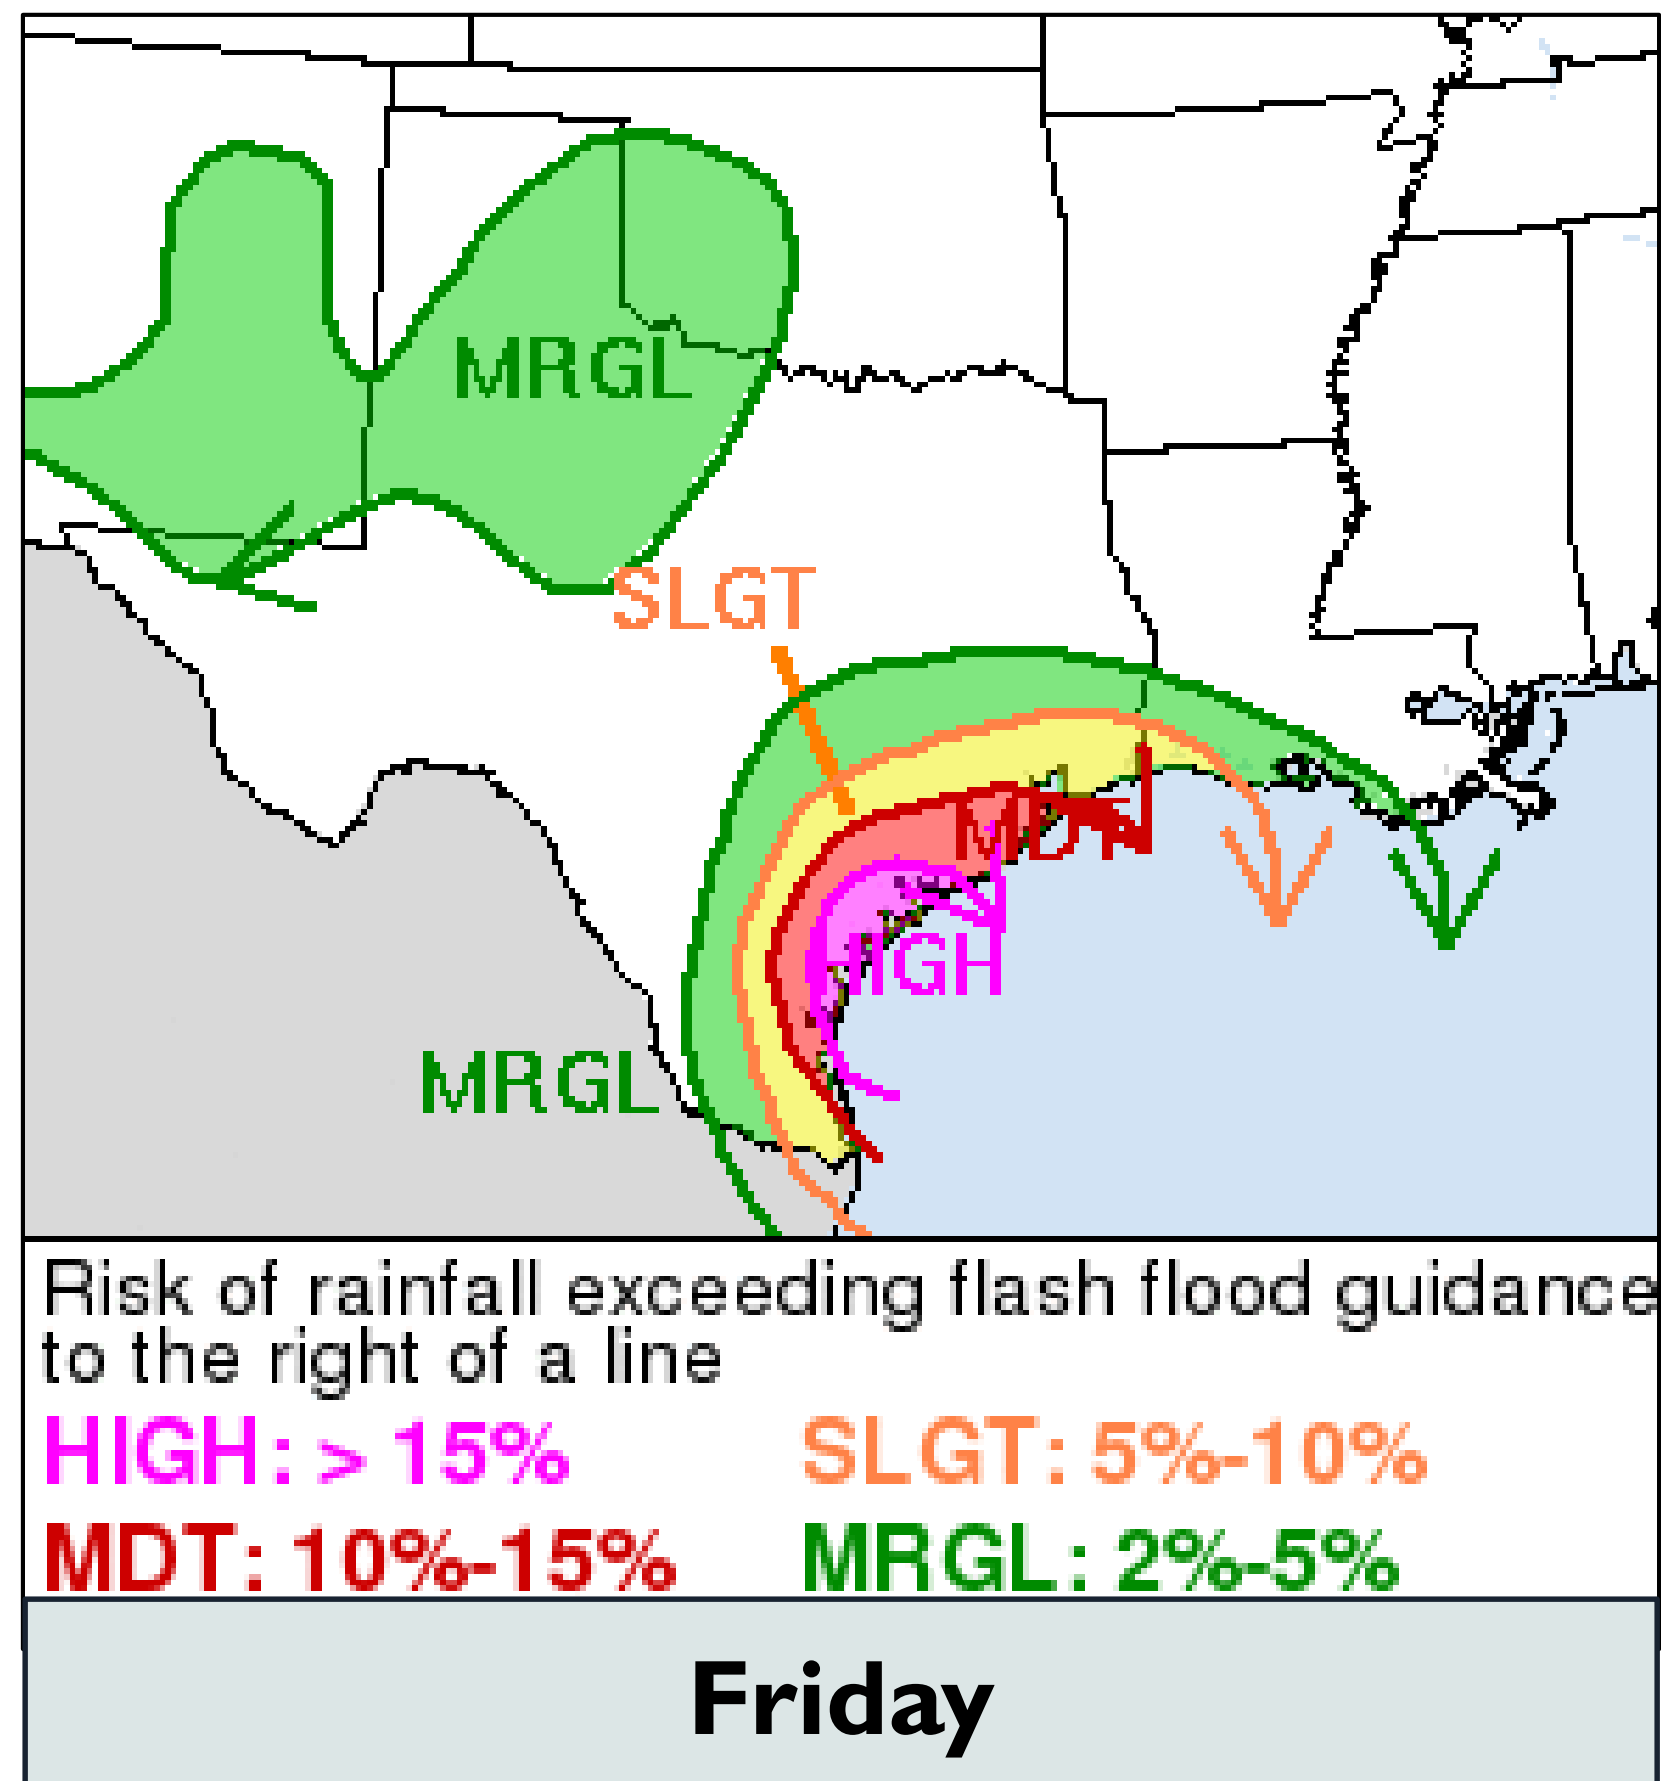 MRGL
SLGT
MDT
HIGH
MRGL
Risk of rainfall exceeding flash flood guidance
to the right of a line
HIGH: > 15% SLGT: 5%-10%
MDT: 10%-15% MRGL: 2%-5%
Friday